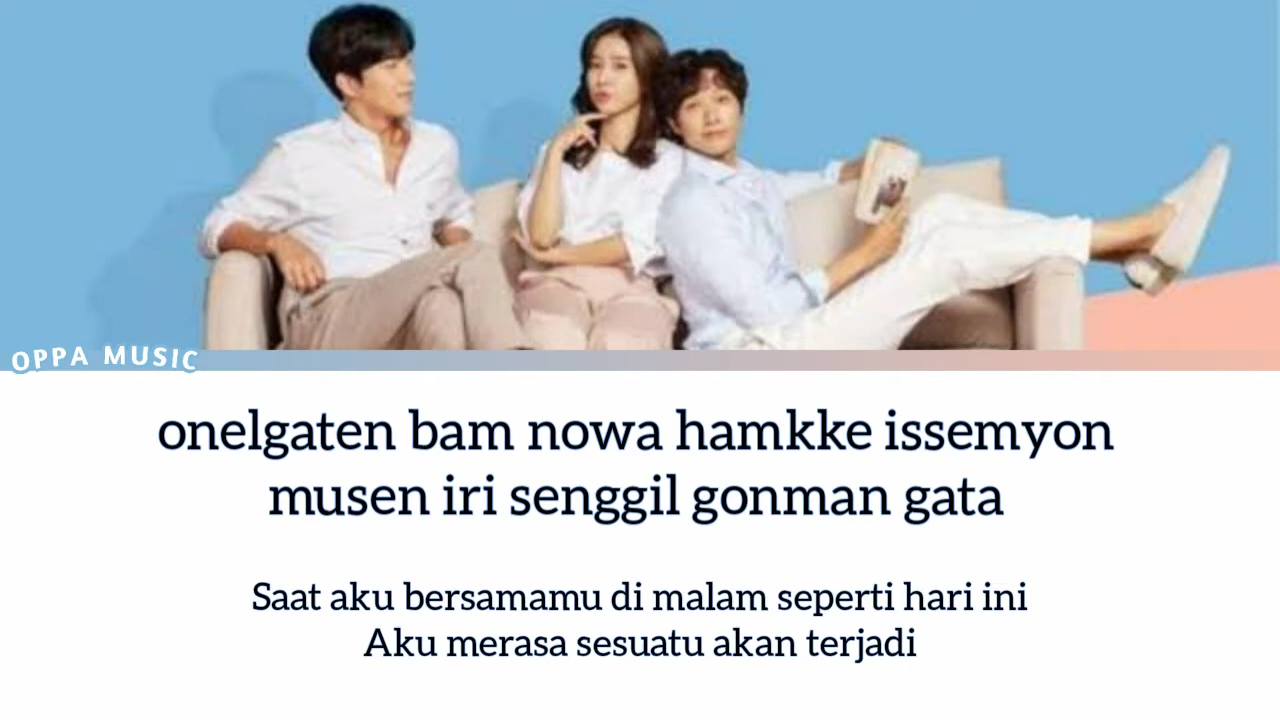 OPPA MUSIC
onelgaten bam nowa hamkke issemyon
musen iri senggil gonman gata
Saat aku bersamamu di malam seperti hari ini
Aku merasa sesuatu akan terjadi